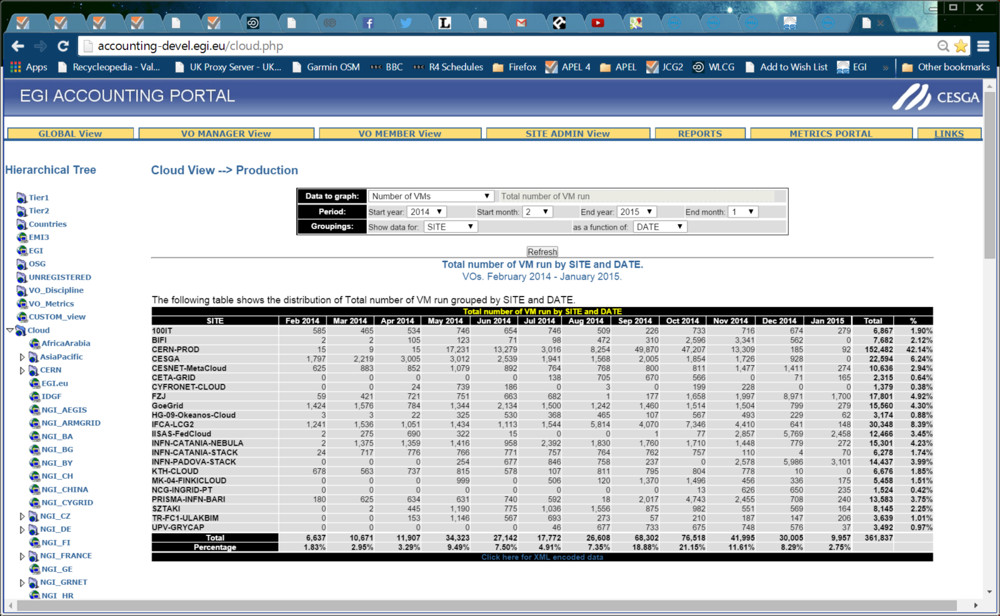 accounting-devel.egi.eu/cloud.php
Apps Recycleopedia - Val... UK Proxy Server - UK... Garmin OSM BBC BBC BBC R4 Schedules Firefox APEL 4 APEL JCG2 WLCG Add to Wish List EGI » Other bookmarks
EGI ACCOUNTING PORTAL CESGA
GLOBAL View VO MANAGER View VO MEMBER View SITE ADMIN View REPORTS METRICS PORTAL LINKS
Hierarchical Tree
Tier1
Tier2
Countries
EMI3
EGI
OSG
UNREGISTERED
VO_Discipline
VO_Metrics
CUSTOM_view
Cloud
AfricaArabia
AsiaPacific
CERN
EGI.eu
IDGF
NGI_AEGIS
NGI_ARMGRID
NGI_BA
NGI_BG
NGI_BY
NGI_CH
NGI_CHINA
NGI_CYGRID
NGI_CZ
NGI_DE
NGI_FI
NGI_FRANCE
NGI_GE
NGI_GRNET
NGI_HR
Cloud View --> Production
Data to graph: Number of VMs Total number of VM run
Period: Start year: 2014 Start month: 2 End year: 2015 End month: 1
Groupings: Show data for: SITE as a function of: DATE
Refresh
Total number of VM run by SITE and DATE.
VOs. February 2014 - January 2015.
The following table shows the distribution of Total number of VM run grouped by SITE and DATE.
Total number of VM run by SITE and DATE
SITE Feb 2014 Mar 2014 Apr 2014 May 2014 Jun 2014 Jul 2014 Aug 2014 Sep 2014 Oct 2014 Nov 2014 Dec 2014 Jan 2015 Total %
100IT 585 465 534 746 654 746 509 226 733 716 674 279 6,867 1.90%
BIFI 2 2 105 123 71 98 472 310 2,596 3,341 562 0 7,682 2.12%
CERN-PROD 15 9 15 17,231 13,279 3,016 8,254 49,870 47,207 13,309 185 92 152,482 42.14%
CESGA 1,797 2,219 3,005 3,012 2,539 1,941 1,568 2,005 1,854 1,726 928 0 22,594 6.24%
CESNET-MetaCloud 625 883 852 1,079 892 764 768 800 811 1,477 1,411 274 10,636 2.94%
CETA-GRID 0 0 0 0 0 138 705 670 566 0 71 165 2,315 0.64%
CYFRONET-CLOUD 0 0 24 739 186 0 3 0 199 228 0 0 1,379 0.38%
FZJ 59 421 721 751 663 682 1 177 1,658 1,997 8,971 1,700 17,801 4.92%
GoeGrid 1,424 1,576 784 1,344 2,134 1,500 1,242 1,460 1,514 1,504 799 279 15,560 4.30%
HG-09-Okeanos-Cloud 3 3 22 325 530 368 465 107 567 493 229 62 3,174 0.88%
IFCA-LCG2 1,241 1,536 1,051 1,434 1,113 1,544 5,814 4,070 7,346 4,410 641 148 30,348 8.39%
IISAS-FedCloud 2 275 690 322 15 0 0 1 77 2,857 5,769 2,458 12,466 3.45%
INFN-CATANIA-NEBULA 2 1,375 1,359 1,416 958 2,392 1,830 1,760 1,710 1,448 779 272 15,301 4.23%
INFN-CATANIA-STACK 24 717 776 766 771 757 764 762 757 110 4 70 6,278 1.74%
INFN-PADOVA-STACK 0 0 0 254 677 846 758 237 0 2,578 5,986 3,101 14,437 3.99%
KTH-CLOUD 678 563 737 815 578 107 811 795 804 778 10 0 6,676 1.85%
MK-04-FINKICLOUD 0 0 0 999 0 506 120 1,370 1,496 456 336 175 5,458 1.51%
NCG-INGRID-PT 0 0 0 0 0 0 0 0 13 626 650 235 1,524 0.42%
PRISMA-INFN-BARI 180 625 634 631 740 592 18 2,017 4,743 2,455 708 240 13,583 3.75%
SZTAKI 0 2 445 1,190 775 1,036 1,556 875 982 551 569 164 8,145 2.25%
TR-FC1-ULAKBIM 0 0 153 1,146 567 693 273 57 210 187 147 206 3,639 1.01%
UPV-GRYCAP 0 0 0 0 0 46 677 733 675 748 576 37 3,492 0.97%
Total 6,637 10,671 11,907 34,323 27,142 17,772 26,608 68,302 76,518 41,995 30,005 9,957 361,837
Percentage 1.83% 2.95% 3.29% 9.49% 7.50% 4.91% 7.35% 18.88% 21.15% 11.61% 8.29% 2.75%
Click here for XML encoded data